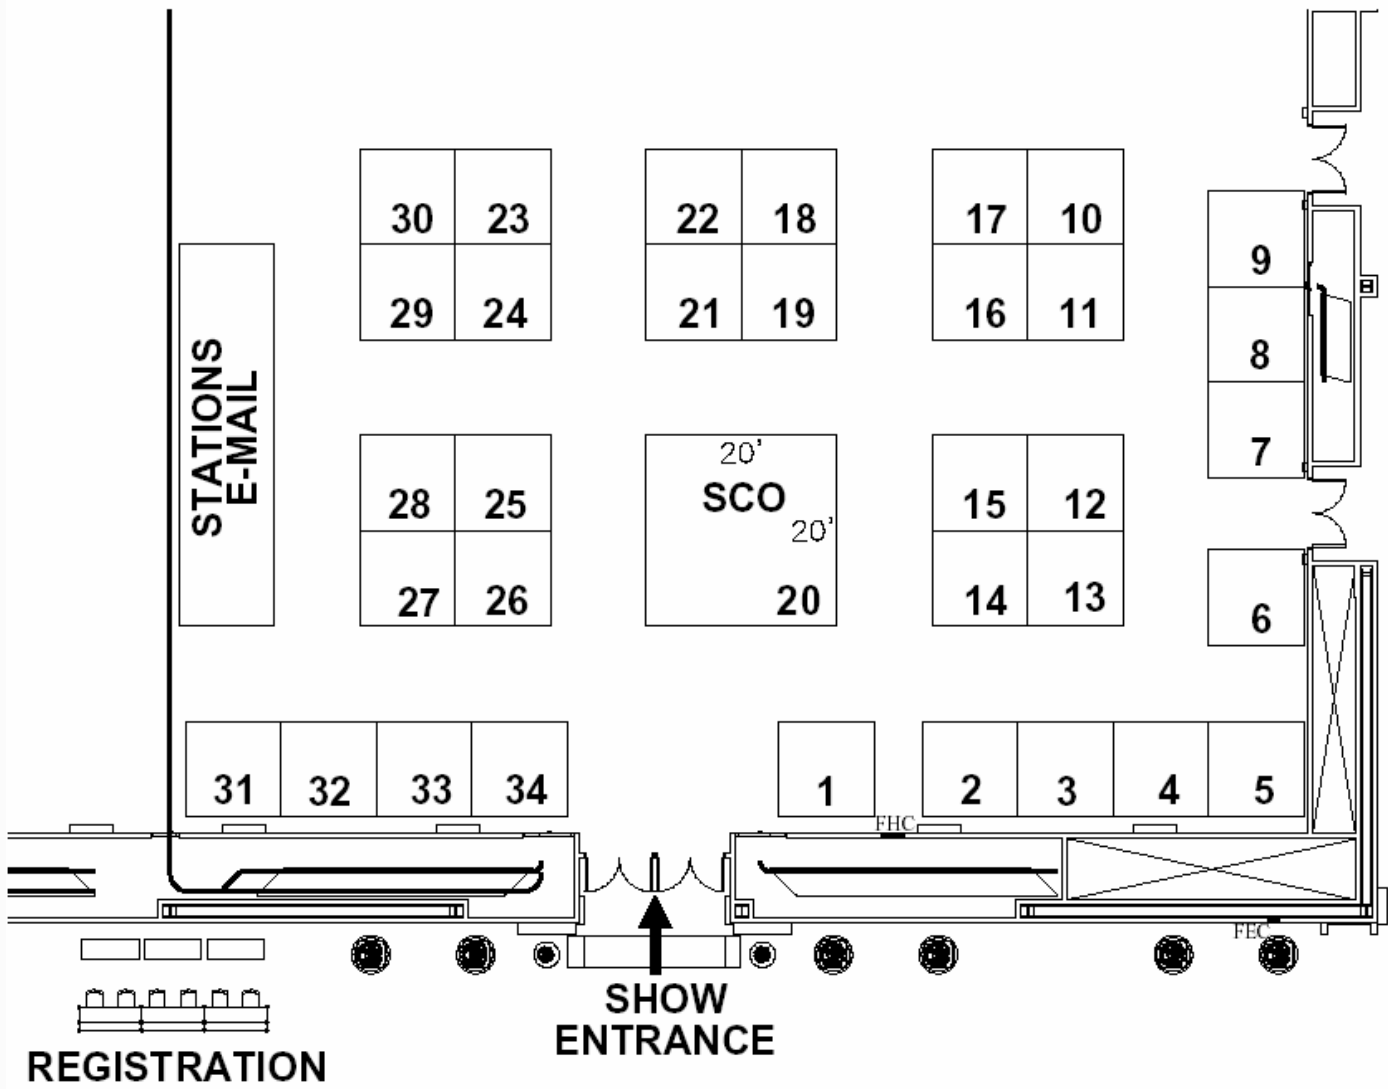 30 23 22 18 17 10
9
29 24 21 19 16 11
8
STATIONS
E-MAIL
20'
7
28 25 SCO 15 12
20'
27 26 20 14 13
6
31 32 33 34 1 2 3 4 5
FHC
FEC
SHOW
ENTRANCE
REGISTRATION